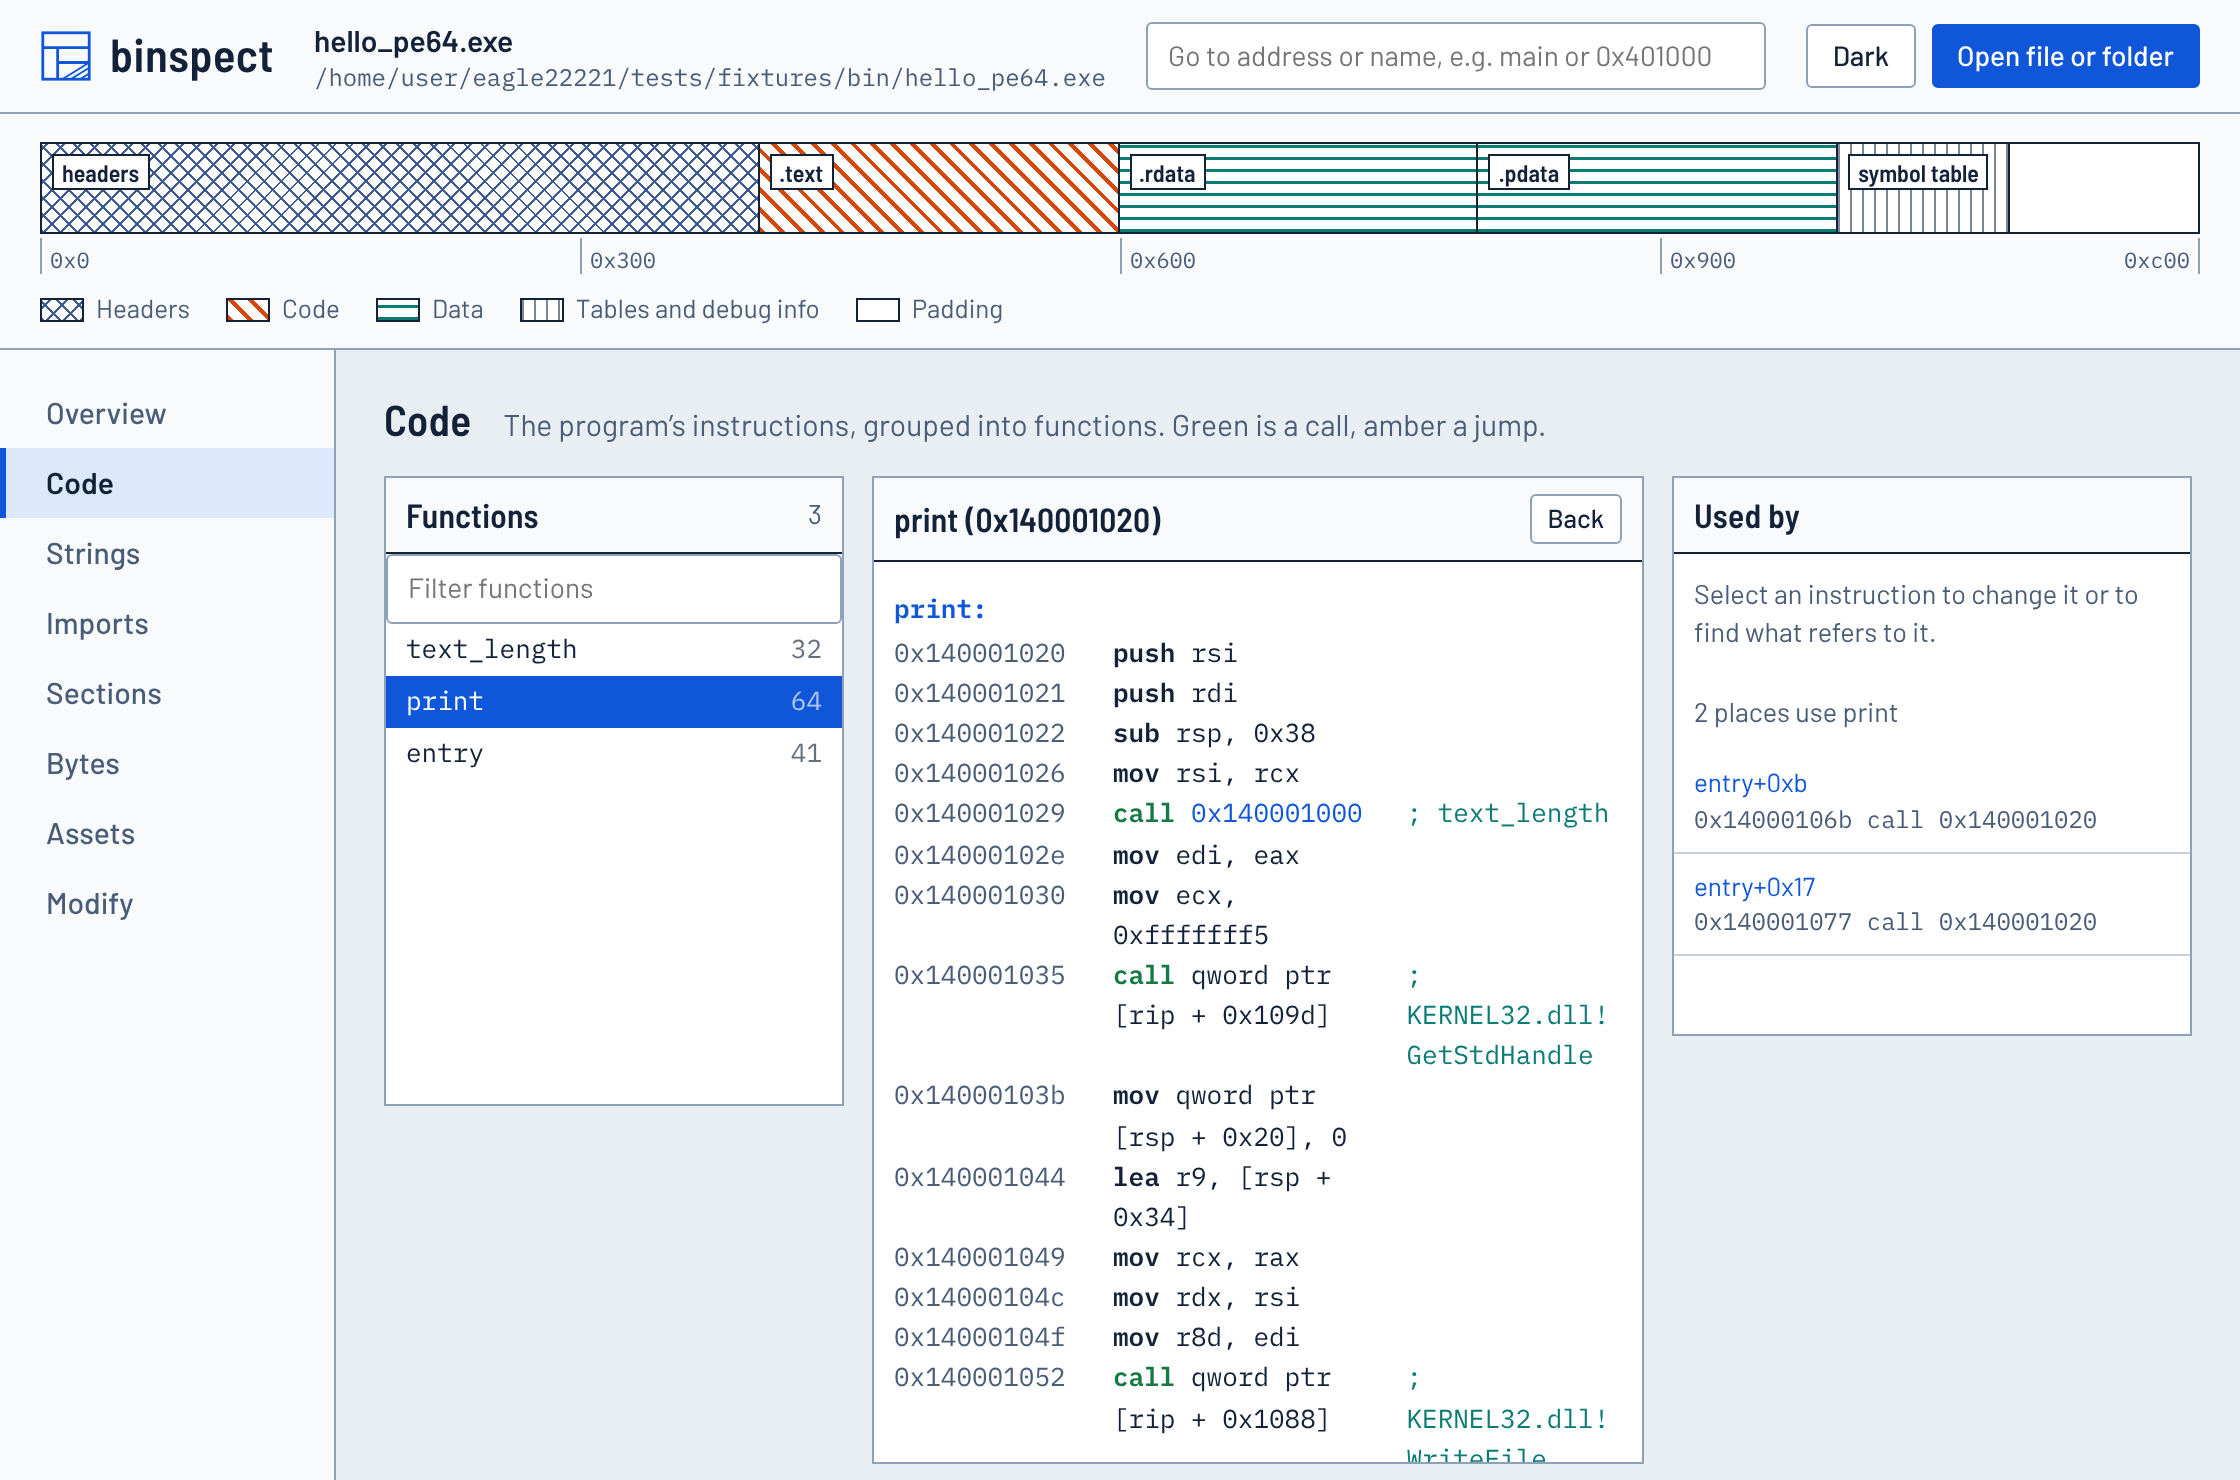 binspect
hello_pe64.exe
/home/user/eagle22221/tests/fixtures/bin/hello_pe64.exe
Go to address or name, e.g. main or 0x401000
Dark
Open file or folder
headers
.text
.rdata
.pdata
symbol table
0x0
0x300
0x600
0x900
0xc00
Headers
Code
Data
Tables and debug info
Padding
Overview
Code
Strings
Imports
Sections
Bytes
Assets
Modify
Code
The program’s instructions, grouped into functions. Green is a call, amber a jump.
Functions 3
Filter functions
text_length 32
print 64
entry 41
print (0x140001020)
Back
print:
0x140001020 push rsi
0x140001021 push rdi
0x140001022 sub rsp, 0x38
0x140001026 mov rsi, rcx
0x140001029 call 0x140001000 ; text_length
0x14000102e mov edi, eax
0x140001030 mov ecx,
0xfffffff5
0x140001035 call qword ptr ;
[rip + 0x109d] KERNEL32.dll!
GetStdHandle
0x14000103b mov qword ptr
[rsp + 0x20], 0
0x140001044 lea r9, [rsp +
0x34]
0x140001049 mov rcx, rax
0x14000104c mov rdx, rsi
0x14000104f mov r8d, edi
0x140001052 call qword ptr ;
[rip + 0x1088] KERNEL32.dll!
WriteFile
Used by
Select an instruction to change it or to
find what refers to it.
2 places use print
entry+0xb
0x14000106b call 0x140001020
entry+0x17
0x140001077 call 0x140001020